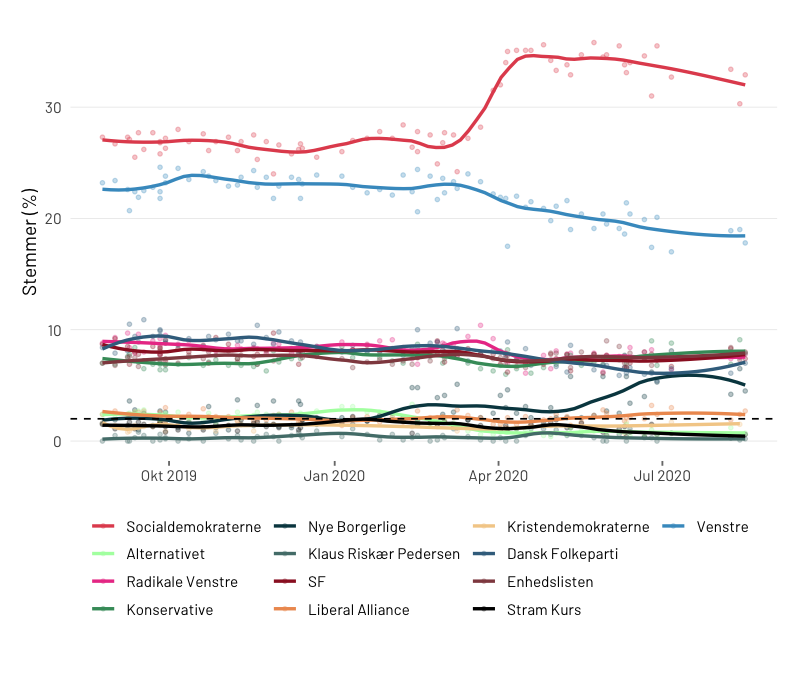 Stemmer (%)
30
20
10
0
Okt 2019 Jan 2020 Apr 2020 Jul 2020
Socialdemokraterne Nye Borgerlige Kristendemokraterne Venstre
Alternativet Klaus Riskær Pedersen Dansk Folkeparti
Radikale Venstre SF Enhedslisten
Konservative Liberal Alliance Stram Kurs